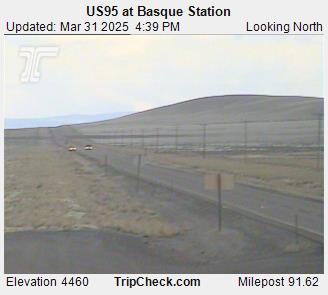 US95 at Basque Station
Updated: Mar 31 2025 4:39 PM Looking North
Elevation 4460 TripCheck.com Milepost 91.62